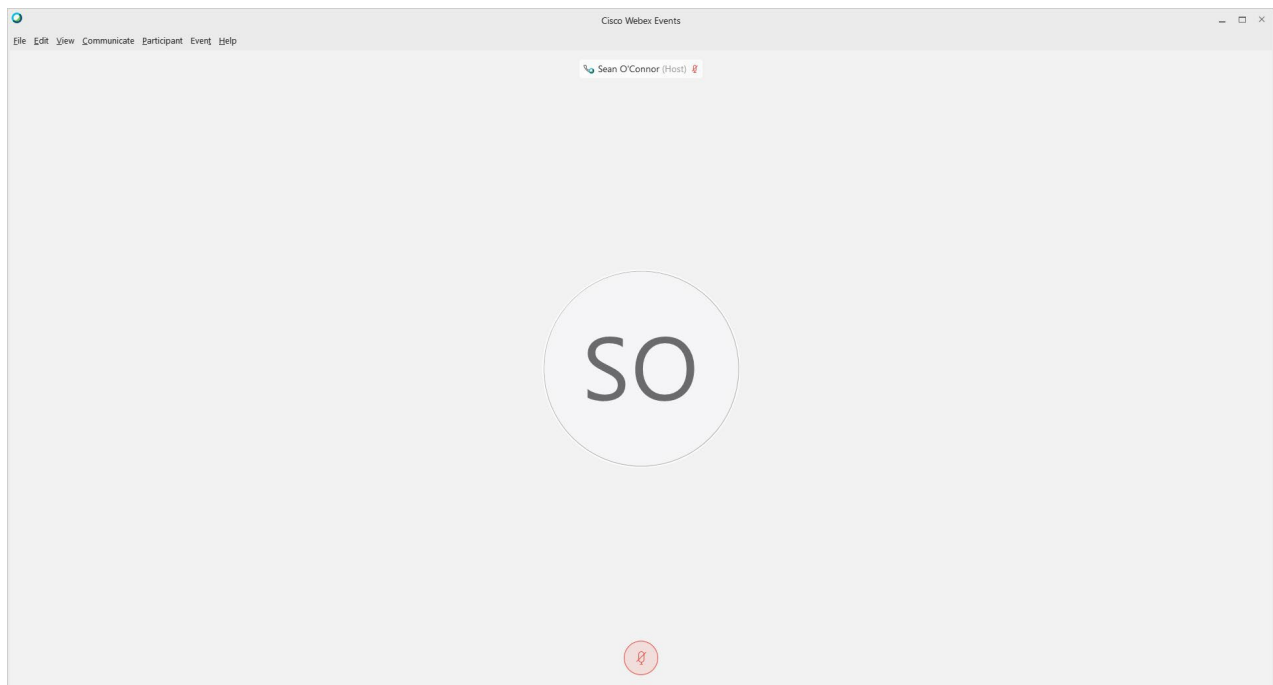 Cisco Webex Events
File Edit View Communicate Participant Event Help
Sean O'Connor (Host)
SO